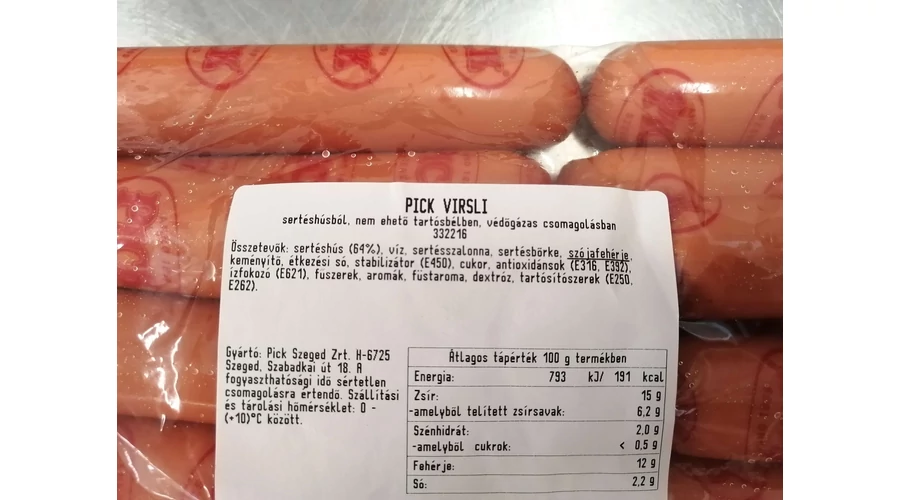 PICK VIRSLI
sertéshúsból, nem ehető tartósbélben, védőgázas csomagolásban
332216
Összetevők: sertéshús (64%), víz, sertésszalonna, sertésbőrke, szójafehérje,
keményítő, étkezési só, stabilizátor (E450), cukor, antioxidánsok (E316, E392),
ízfokozó (E621), fűszerek, aromák, füstaroma, dextróz, tartósítószerek (E250,
E262).
Gyártó: Pick Szeged Zrt. H-6725
Szeged, Szabadkai út 18. A
fogyaszthatósági idő sértetlen
csomagolásra értendő. Szállítási
és tárolási hőmérséklet: 0 -
(+10)°C között.
Átlagos tápérték 100 g termékben
Energia: 793 kJ/ 191 kcal
Zsír: 15 g
-amelyből telített zsírsavak: 6,2 g
Szénhidrát: 2,0 g
-amelyből cukrok: < 0,5 g
Fehérje: 12 g
Só: 2,2 g